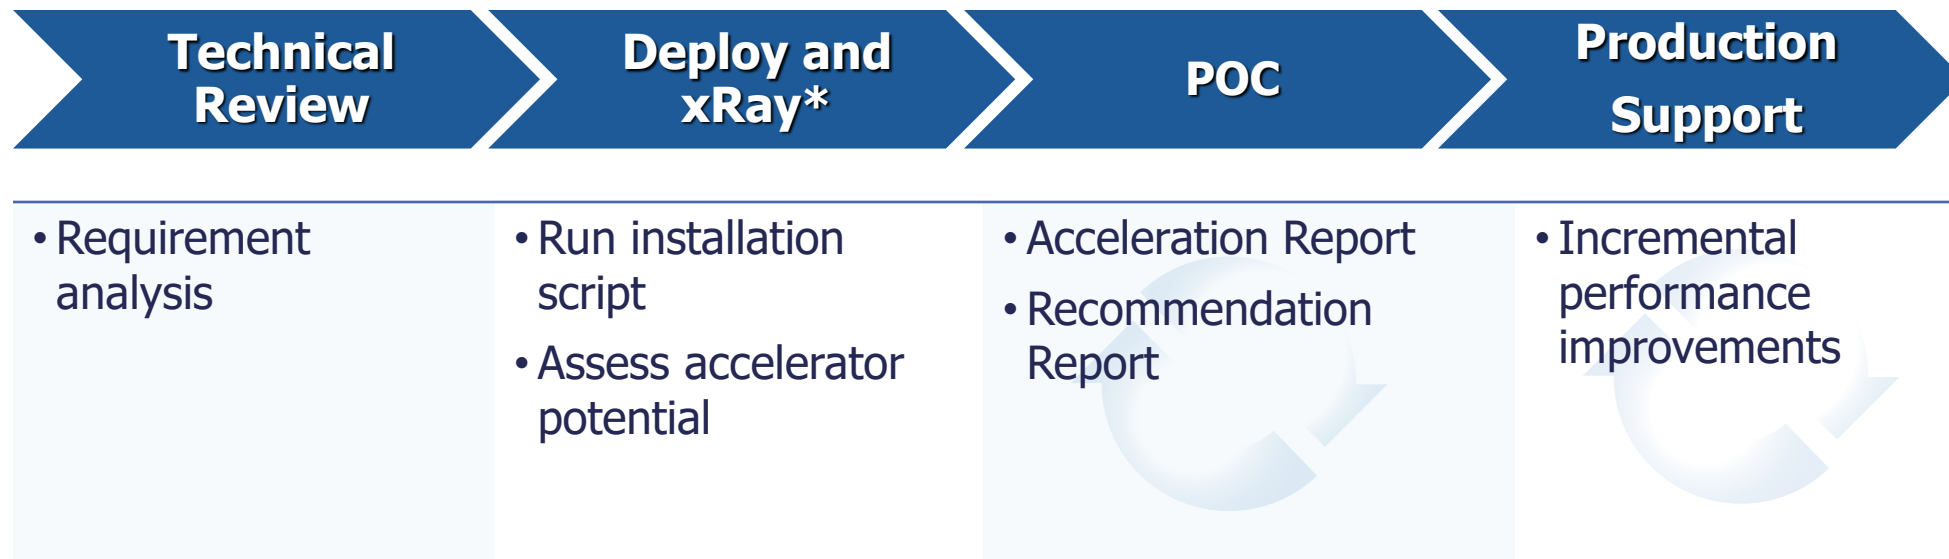 Technical
Review
Deploy and
xRay*
POC
Production
Support
• Requirement
analysis
• Run installation
script
• Assess accelerator
potential
• Acceleration Report
• Recommendation
Report
• Incremental
performance
improvements